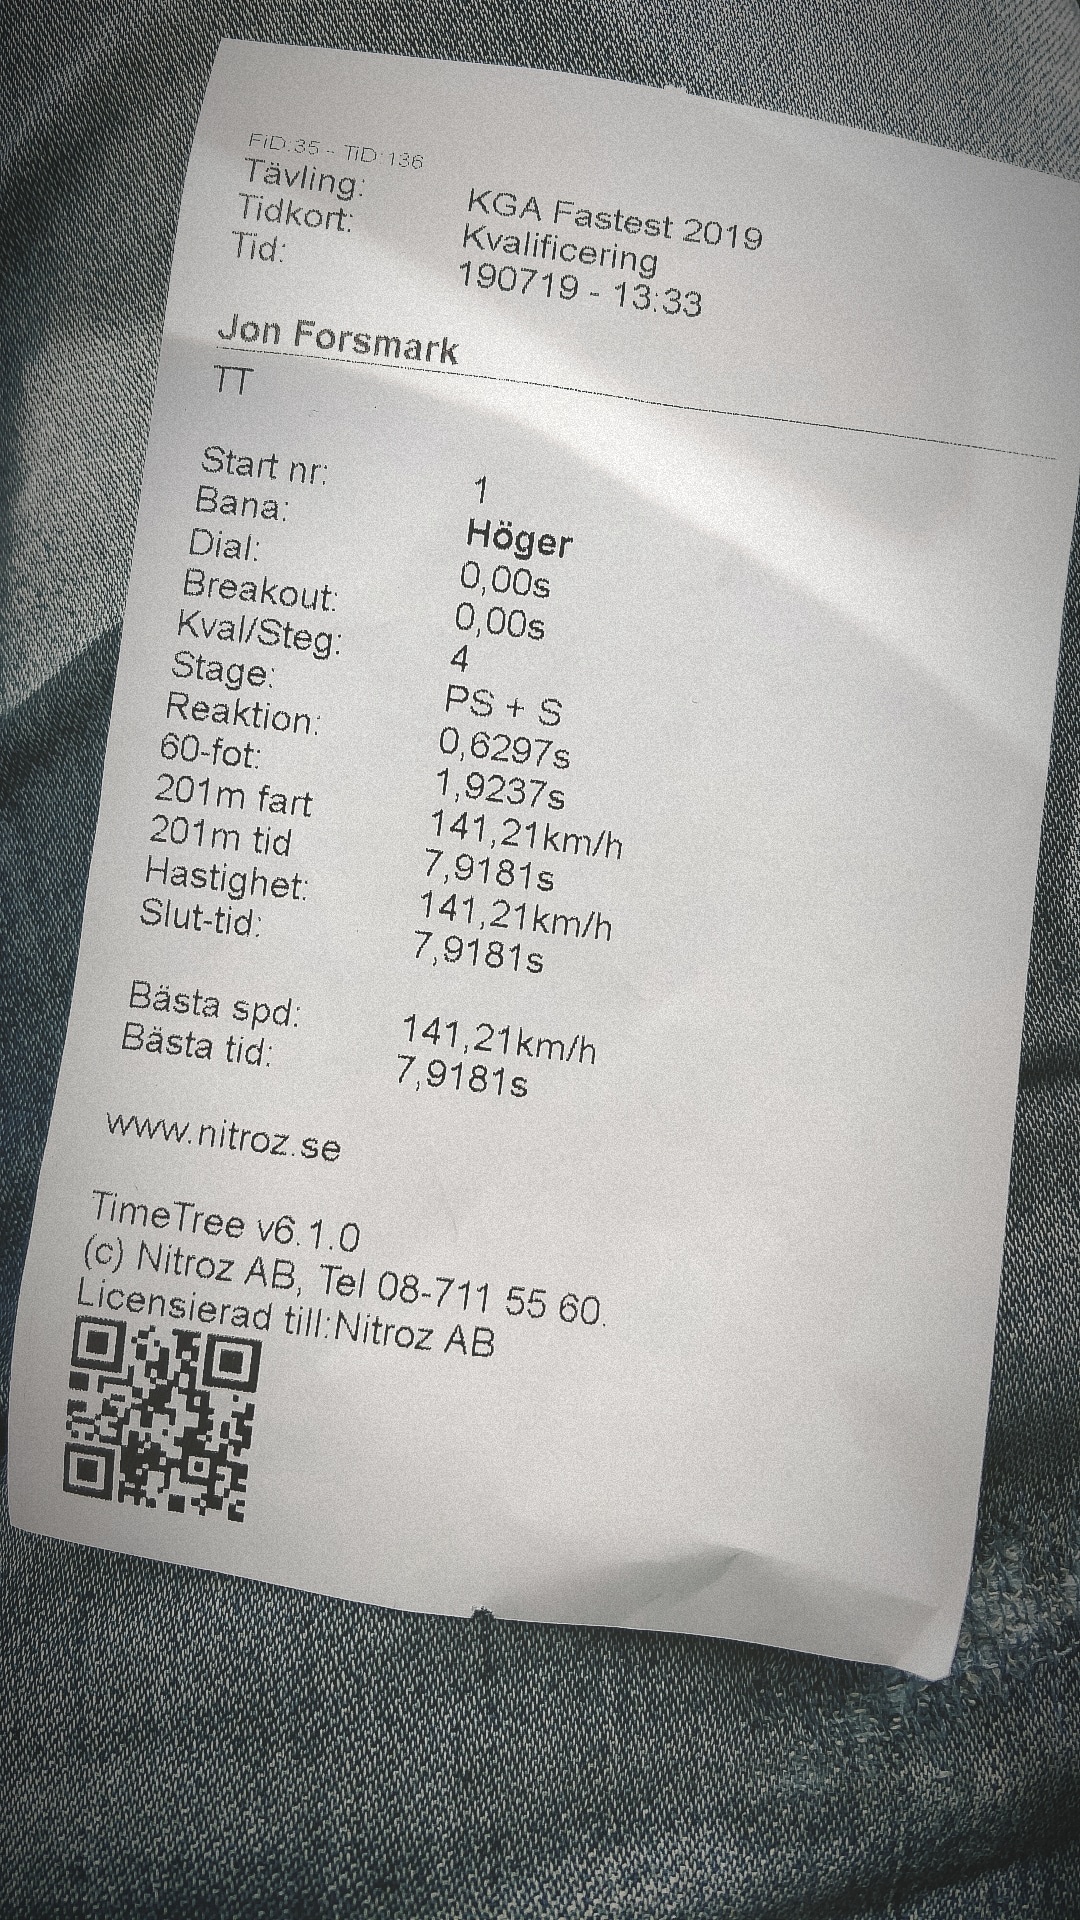 FiD:35 - TiD:136
Tävling: KGA Fastest 2019
Tidkort: Kvalificering
Tid: 190719 - 13:33
Jon Forsmark
TT
Start nr: 1
Bana: Höger
Dial: 0,00s
Breakout: 0,00s
Kval/Steg: 4
Stage: PS + S
Reaktion: 0,6297s
60-fot: 1,9237s
201m fart 141,21km/h
201m tid 7,9181s
Hastighet: 141,21km/h
Slut-tid: 7,9181s
Bästa spd: 141,21km/h
Bästa tid: 7,9181s
www.nitroz.se
TimeTree v6.1.0
(c) Nitroz AB, Tel 08-711 55 60.
Licensierad till:Nitroz AB